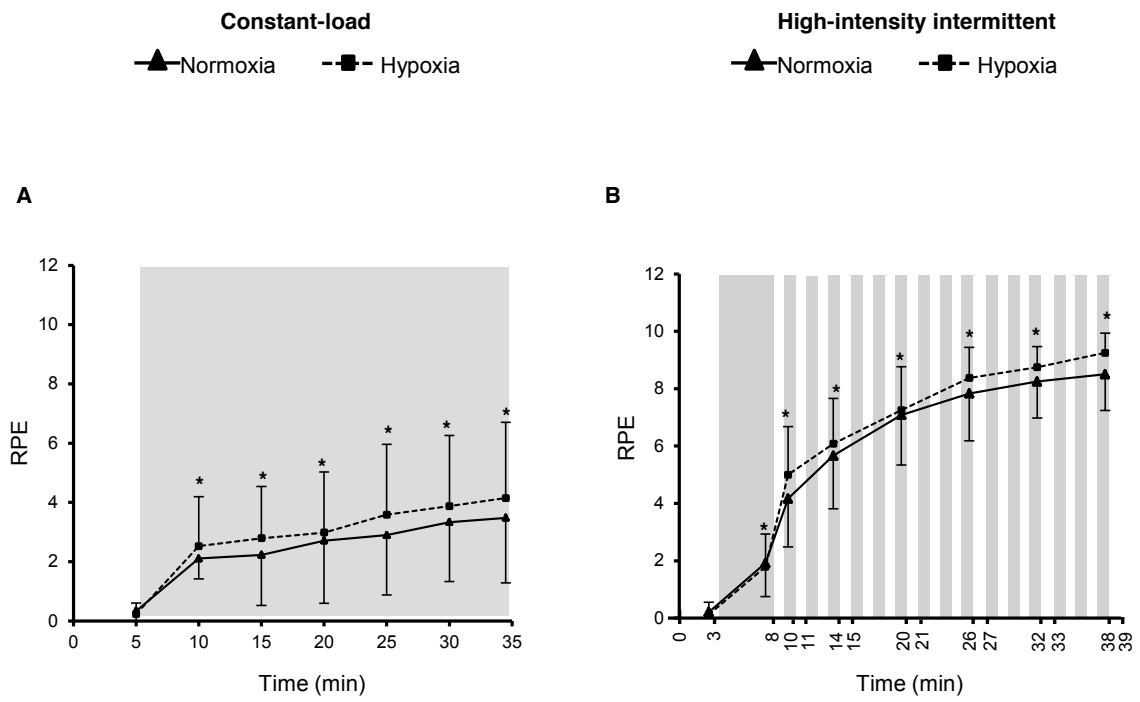 Constant-load
Normoxia
Hypoxia
High-intensity intermittent
Normoxia
Hypoxia
A
12
10
8
6
4
2
0
RPE
* * * * * *
0 5 10 15 20 25 30 35
Time (min)
B
12
10
8
6
4
2
0
RPE
* * * * * * * *
0 3 8 10 11 14 15 20 21 26 27 32 33 38 39
Time (min)